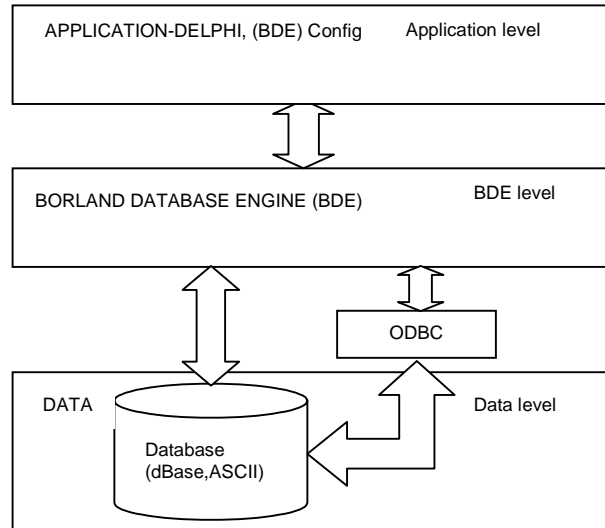 APPLICATION-DELPHI, (BDE) Config Application level
BORLAND DATABASE ENGINE (BDE) BDE level
ODBC
DATA Data level
Database
(dBase,ASCII)